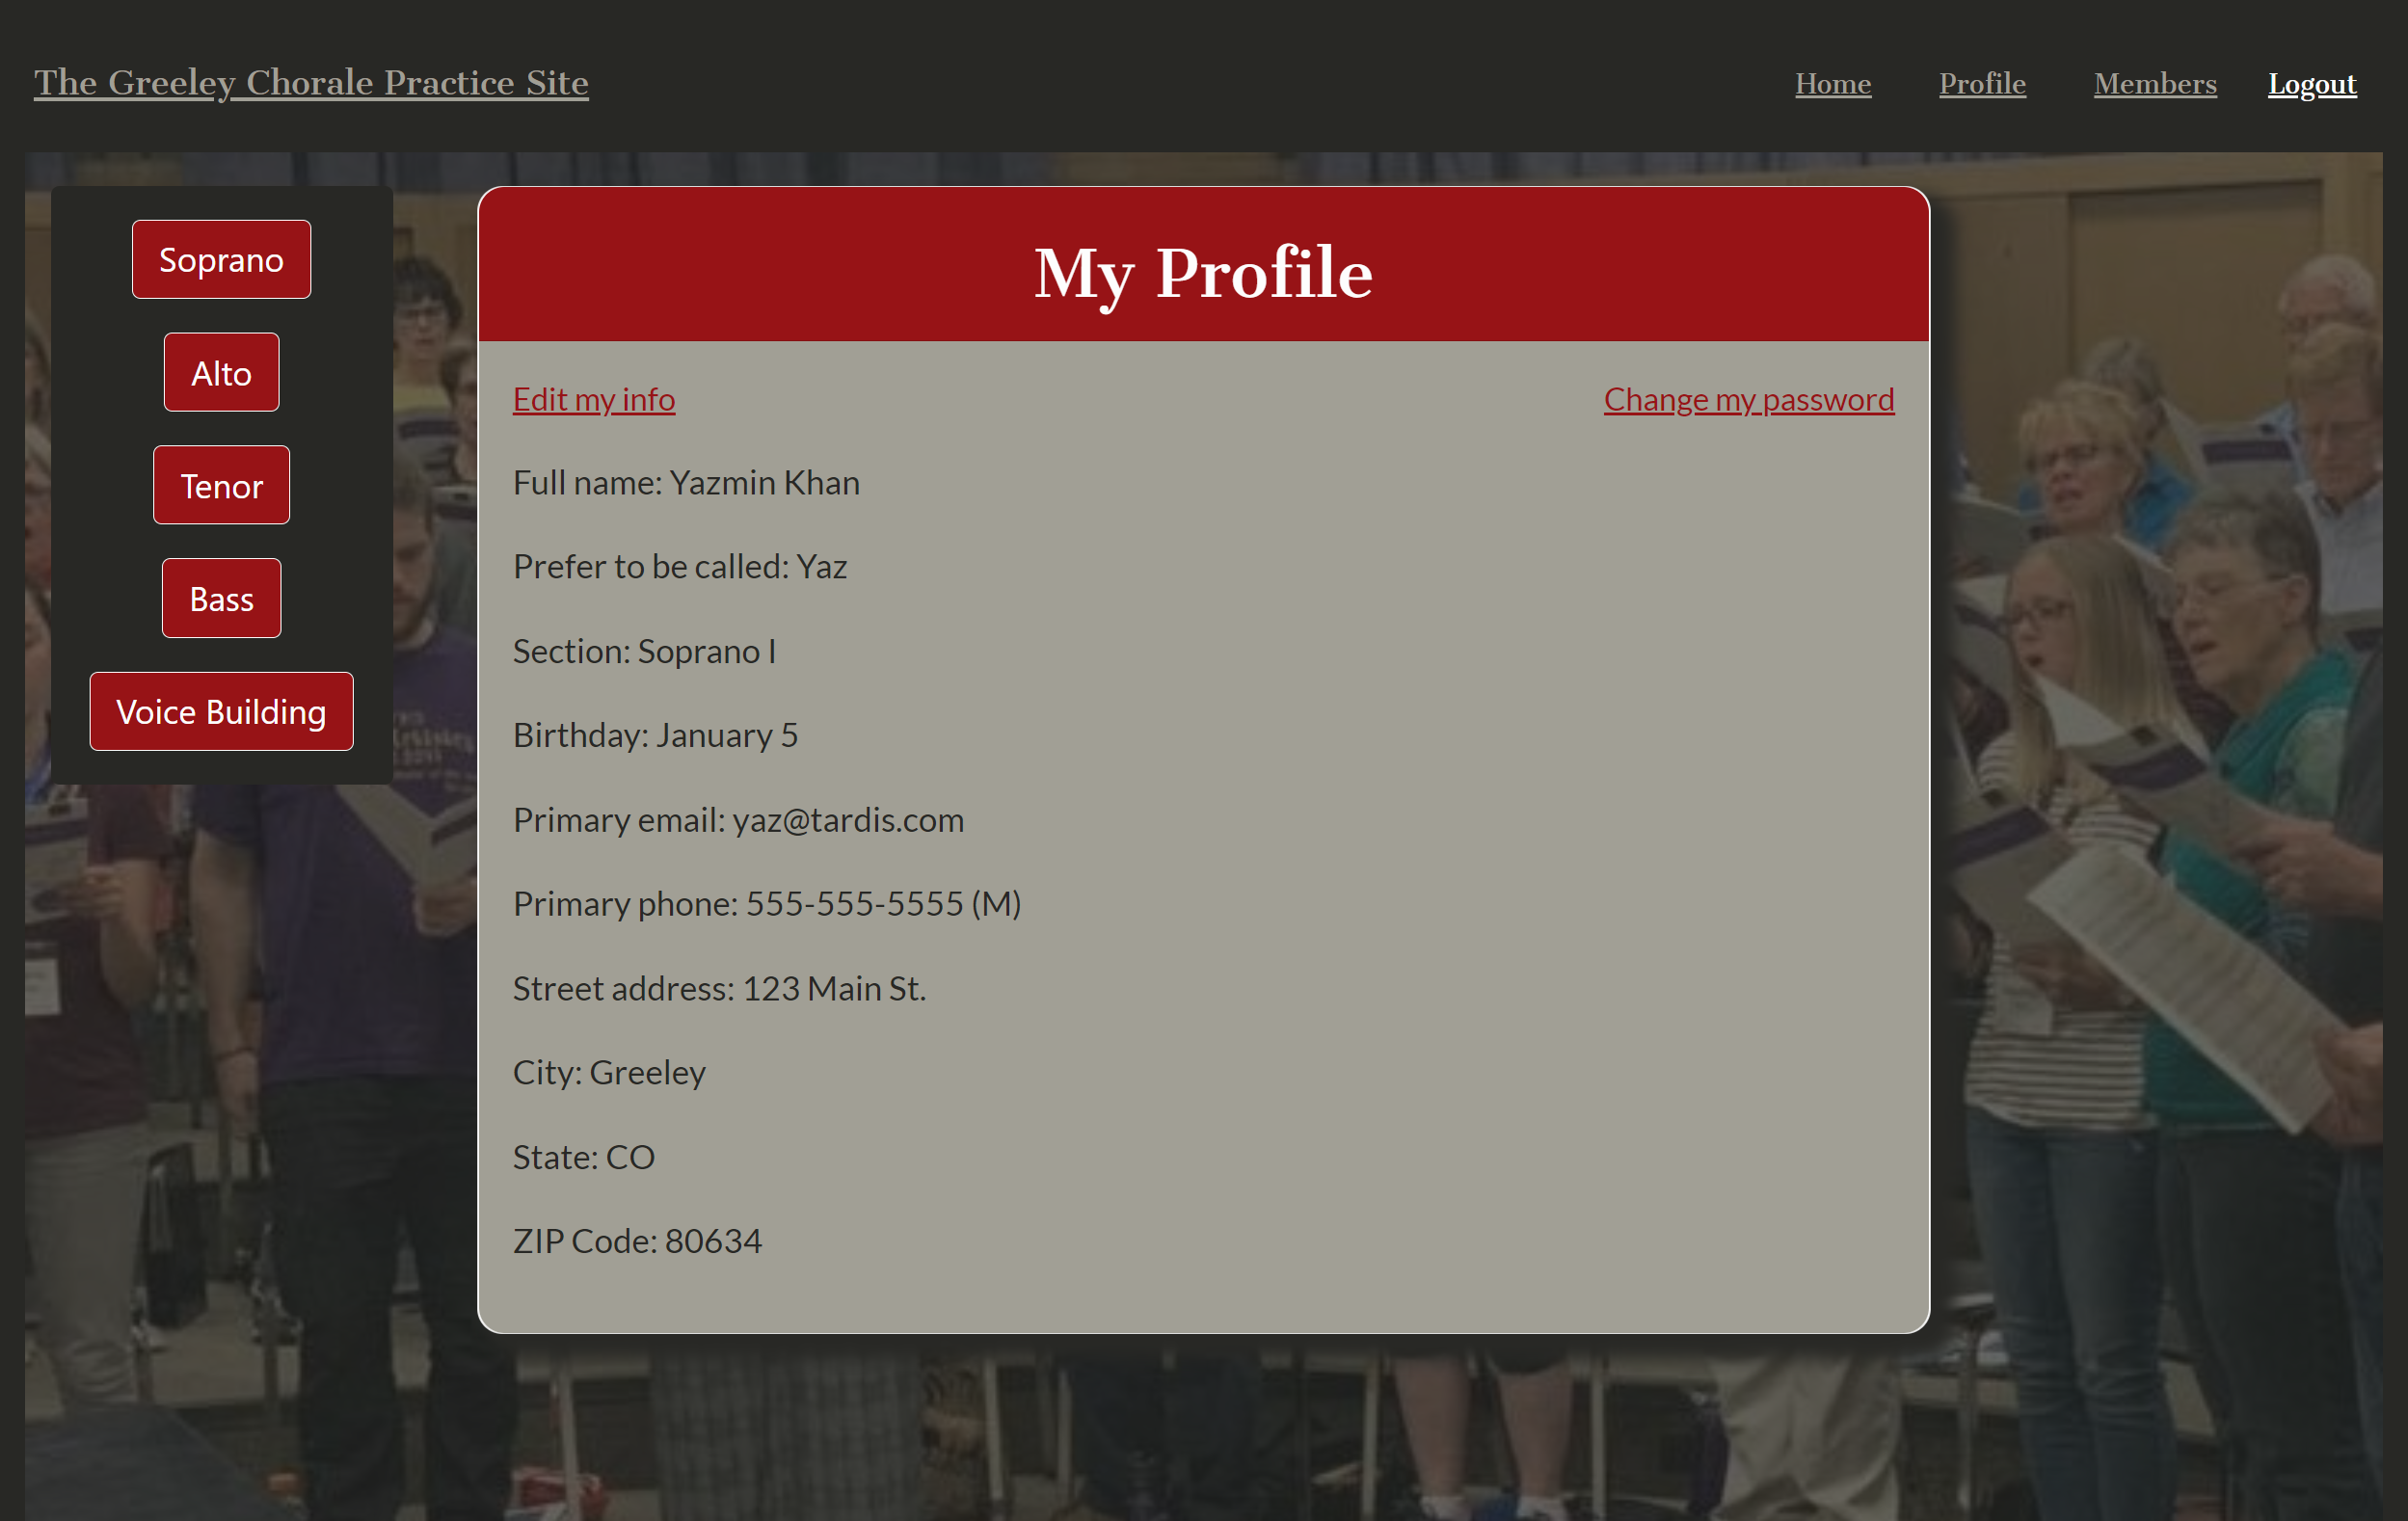 The Greeley Chorale Practice Site
Home Profile Members Logout
Soprano
Alto
Tenor
Bass
Voice Building
My Profile
Edit my info Change my password
Full name: Yazmin Khan
Prefer to be called: Yaz
Section: Soprano I
Birthday: January 5
Primary email: yaz@tardis.com
Primary phone: 555-555-5555 (M)
Street address: 123 Main St.
City: Greeley
State: CO
ZIP Code: 80634